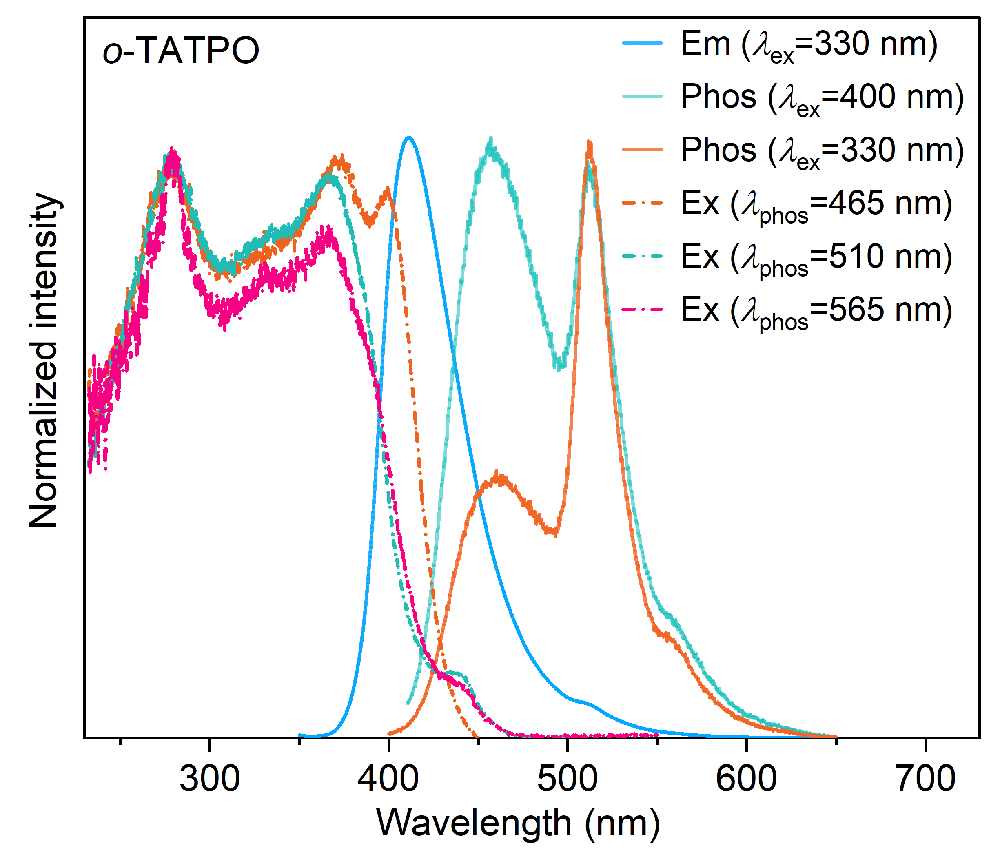 o-TATPO
Em (λex=330 nm)
Phos (λex=400 nm)
Phos (λex=330 nm)
Ex (λphos=465 nm)
Ex (λphos=510 nm)
Ex (λphos=565 nm)
Normalized intensity
300 400 500 600 700
Wavelength (nm)